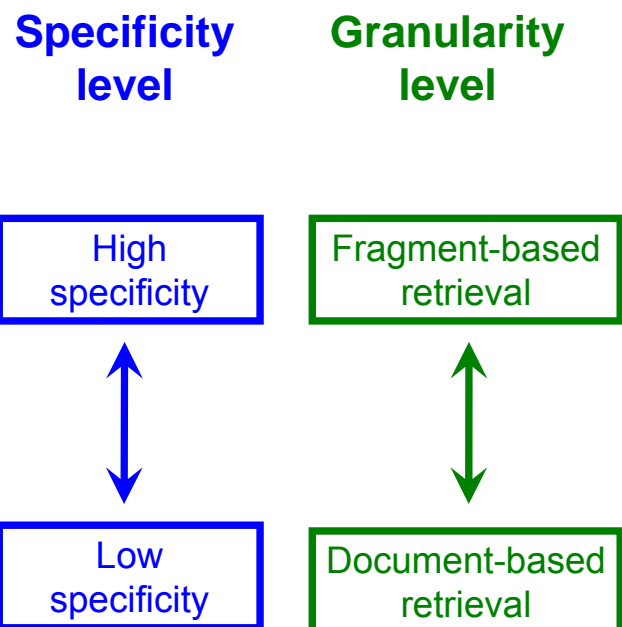 Specificity
level
Granularity
level
High
specificity
Fragment-based
retrieval
Low
specificity
Document-based
retrieval